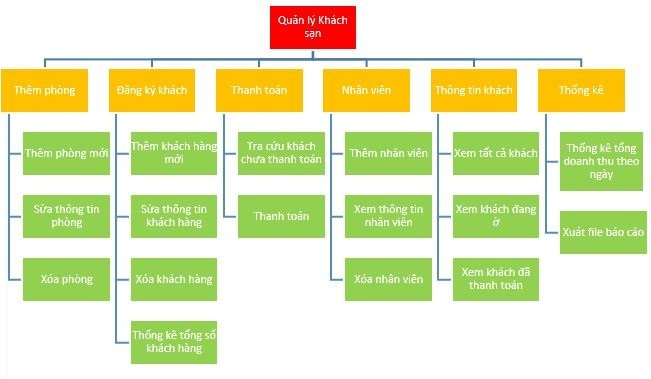 Quản lý Khách
sạn
Thêm phòng
Đăng ký khách
Thanh toán
Nhân viên
Thông tin khách
Thống kê
Thêm phòng mới
Sửa thông tin
phòng
Xóa phòng
Thêm khách hàng
mới
Sửa thông tin
khách hàng
Xóa khách hàng
Thống kê tổng số
khách hàng
Tra cứu khách
chưa thanh toán
Thanh toán
Thêm nhân viên
Xem thông tin
nhân viên
Xóa nhân viên
Xem tất cả khách
Xem khách đang
ở
Xem khách đã
thanh toán
Thống kê tổng
doanh thu theo
ngày
Xuát file báo cáo